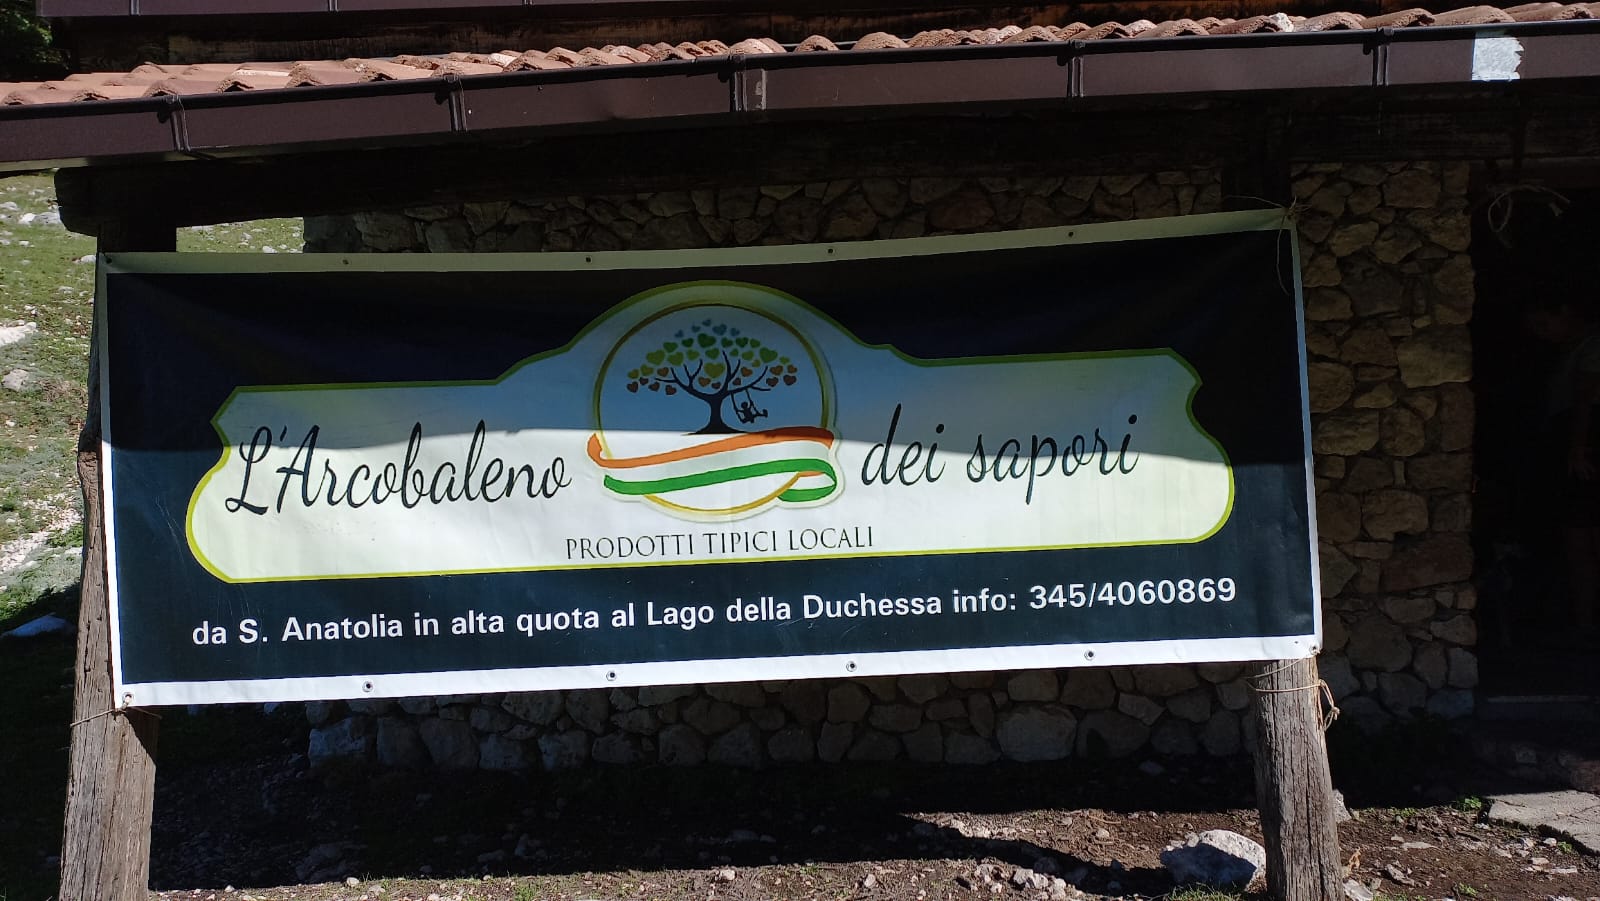 L'Arcobaleno dei sapori
PRODOTTI TIPICI LOCALI
da S. Anatolia in alta quota al Lago della Duchessa info: 345/4060869